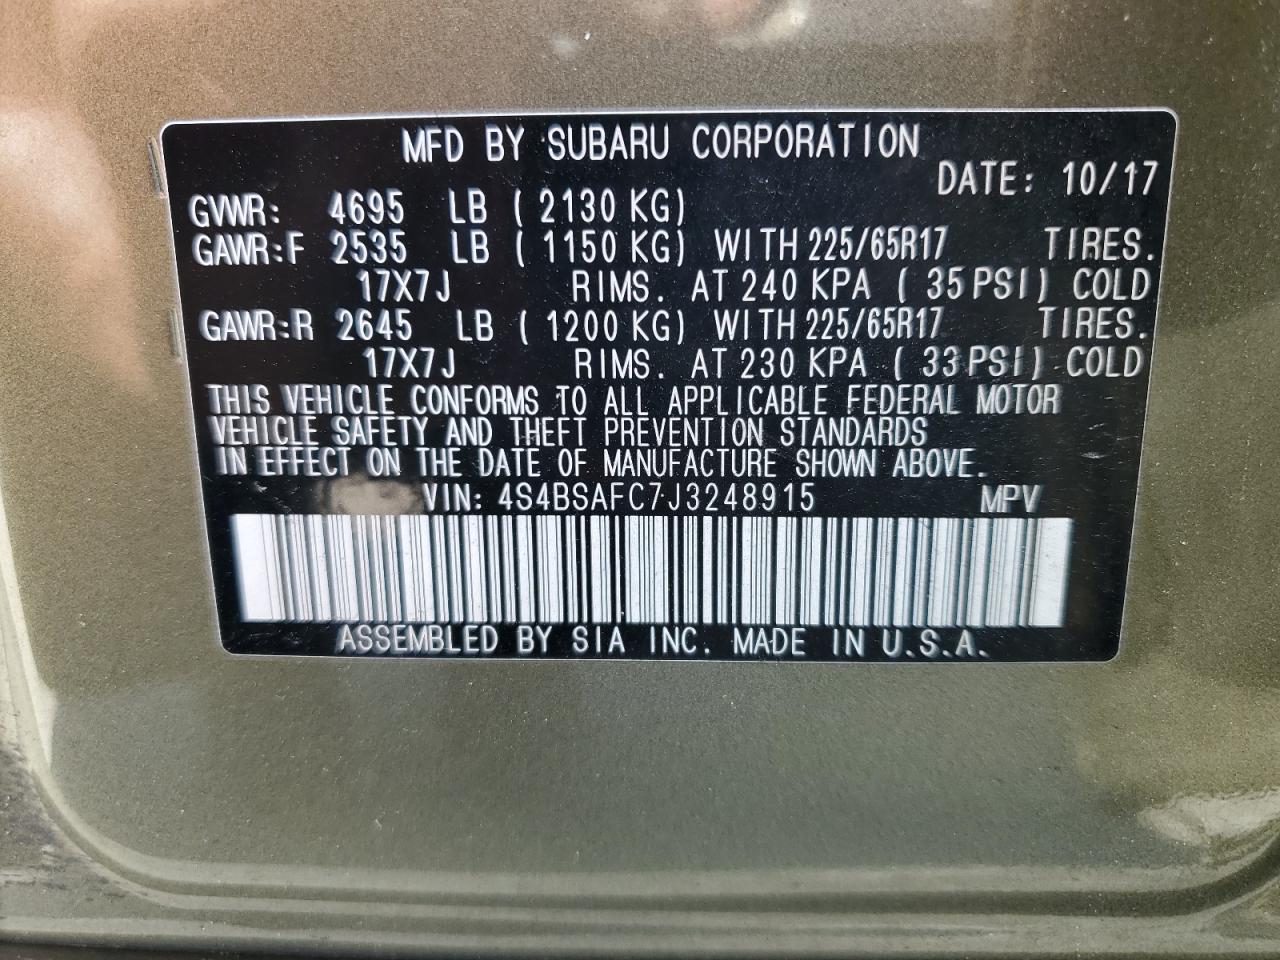 MFD BY SUBARU CORPORATION
DATE: 10/17
GVWR: 4695 LB ( 2130 KG)
GAWR:F 2535 LB ( 1150 KG) WITH 225/65R17 TIRES.
17X7J RIMS. AT 240 KPA ( 35 PSI) COLD
GAWR:R 2645 LB ( 1200 KG) WITH 225/65R17 TIRES.
17X7J RIMS. AT 230 KPA ( 33 PSI) COLD
THIS VEHICLE CONFORMS TO ALL APPLICABLE FEDERAL MOTOR
VEHICLE SAFETY AND THEFT PREVENTION STANDARDS
IN EFFECT ON THE DATE OF MANUFACTURE SHOWN ABOVE.
VIN: 4S4BSAFC7J3248915 MPV
ASSEMBLED BY SIA INC. MADE IN U.S.A.